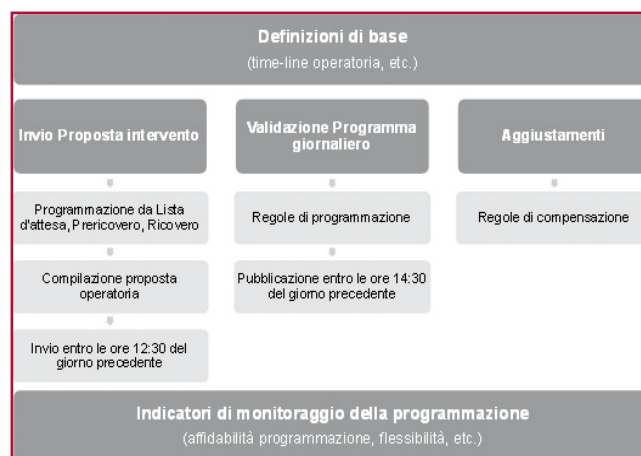 Definizioni di base
(time-line operatoria, etc.)
Invio Proposta intervento
Programmazione da Lista
d'attesa, Prericovero, Ricovero
Compilazione proposta
operatoria
Invio entro le ore 12:30 del
giorno precedente
Validazione Programma
giornaliero
Regole di programmazione
Pubblicazione entro le ore 14:30
del giorno precedente
Aggiustamenti
Regole di compensazione
Indicatori di monitoraggio della programmazione
(affidabilità programmazione, flessibilità, etc.)